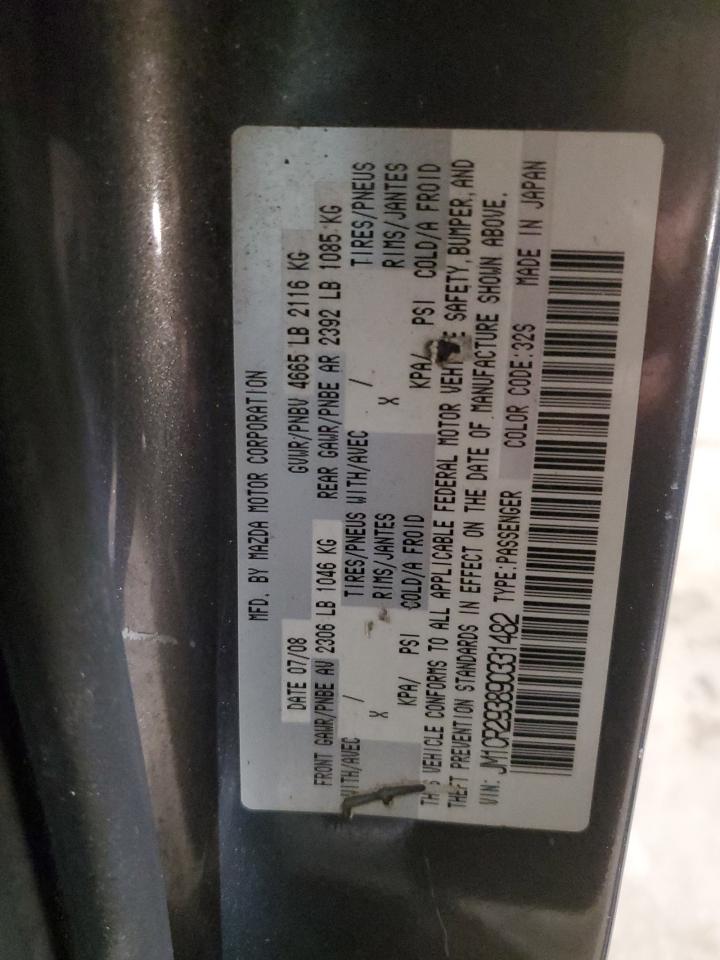 MFD. BY MAZDA MOTOR CORPORATION
DATE 07/08 GVWR/PNBV 4665 LB 2116 KG
FRONT GAWR/PNBE AV 2306 LB 1046 KG REAR GAWR/PNBE AR 2392 LB 1085 KG
WITH/AVEC / TIRES/PNEUS WITH/AVEC / TIRES/PNEUS
X RIMS/JANTES X RIMS/JANTES
KPA/ PSI COLD/A FROID KPA/ PSI COLD/A FROID
THIS VEHICLE CONFORMS TO ALL APPLICABLE FEDERAL MOTOR VEHICLE SAFETY, BUMPER, AND
THEFT PREVENTION STANDARDS IN EFFECT ON THE DATE OF MANUFACTURE SHOWN ABOVE.
VIN: JM1CR293890331482 TYPE:PASSENGER COLOR CODE:32S MADE IN JAPAN